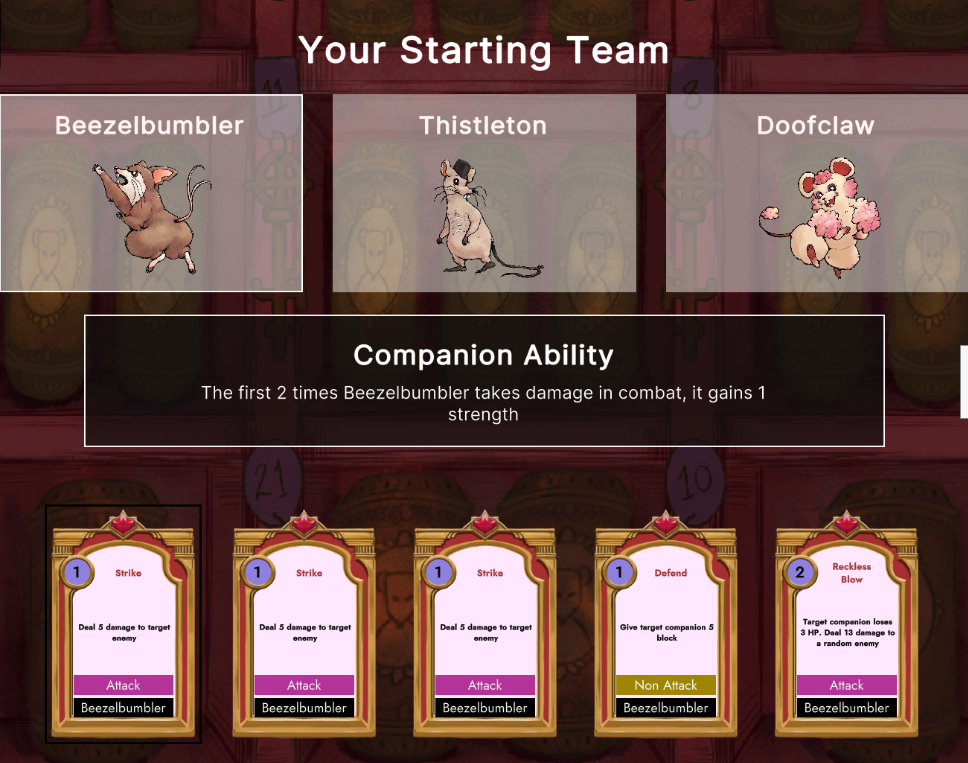 Your Starting Team
11
8
Beezelbumbler
Thistleton
Doofclaw
Companion Ability
The first 2 times Beezelbumbler takes damage in combat, it gains 1
strength
21
10
1
Strike
Deal 5 damage to target
enemy
Attack
Beezelbumbler
1
Strike
Deal 5 damage to target
enemy
Attack
Beezelbumbler
1
Strike
Deal 5 damage to target
enemy
Attack
Beezelbumbler
1
Defend
Give target companion 5
block
Non Attack
Beezelbumbler
2
Reckless
Blow
Target companion loses
3 HP. Deal 13 damage to
a random enemy
Attack
Beezelbumbler